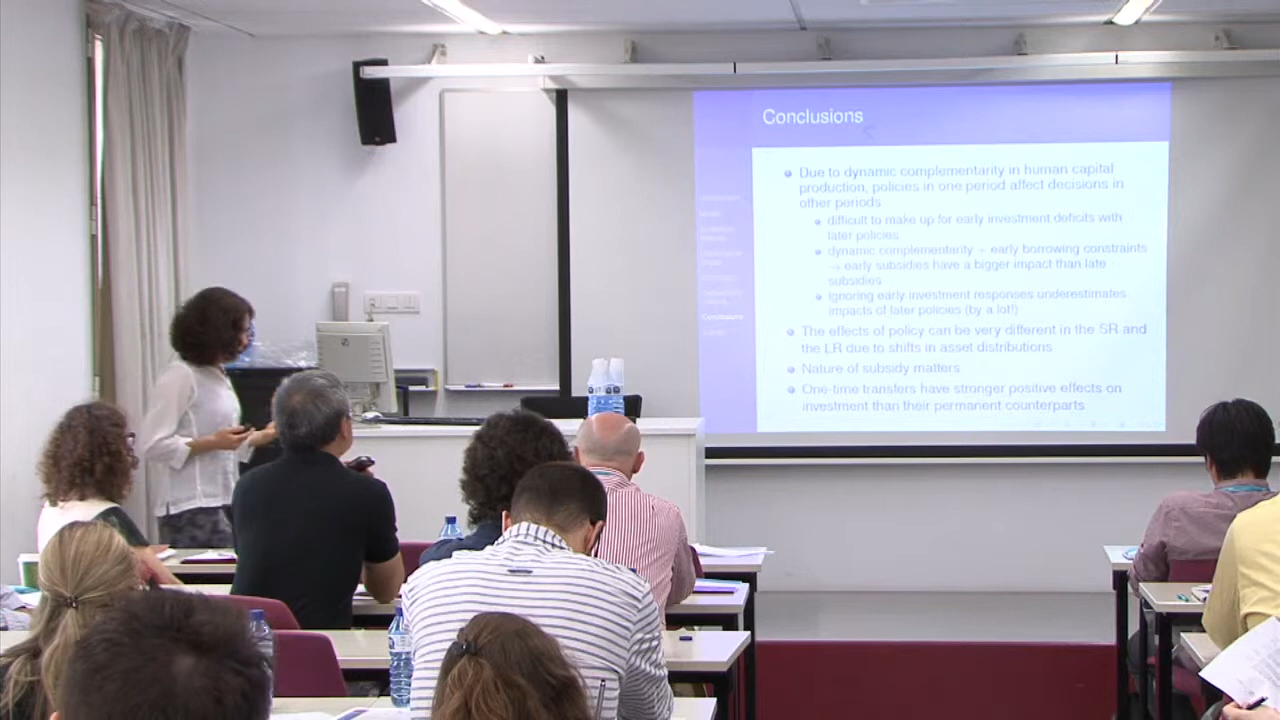 Conclusions
Due to dynamic complementarity in human capital
production, policies in one period affect decisions in
other periods
difficult to make up for early investment deficits with
later policies
dynamic complementarity + early borrowing constraints
→ early subsidies have a bigger impact than late
subsidies
Ignoring early investment responses underestimates
impacts of later policies (by a lot!)
The effects of policy can be very different in the SR and
the LR due to shifts in asset distributions
Nature of subsidy matters
One-time transfers have stronger positive effects on
investment than their permanent counterparts
Conclusions